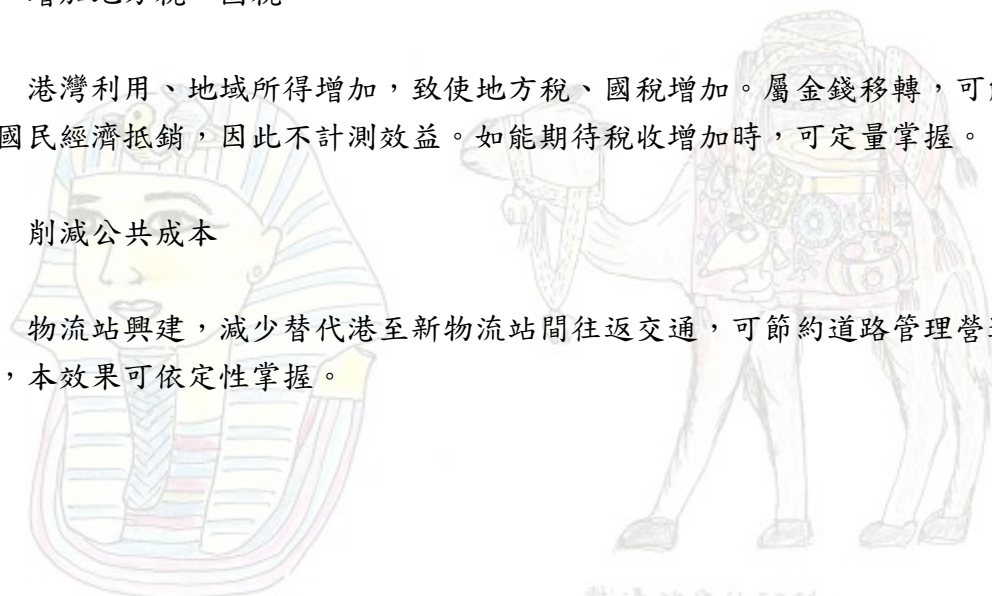 增加地方稅、國稅
港灣利用、地域所得增加，致使地方稅、國稅增加。屬金錢移轉，可
國民經濟抵銷，因此不計測效益。如能期待稅收增加時，可定量掌握。
削減公共成本
物流站興建，減少替代港至新物流站間往返交通，可節約道路管理營
，本效果可依定性掌握。